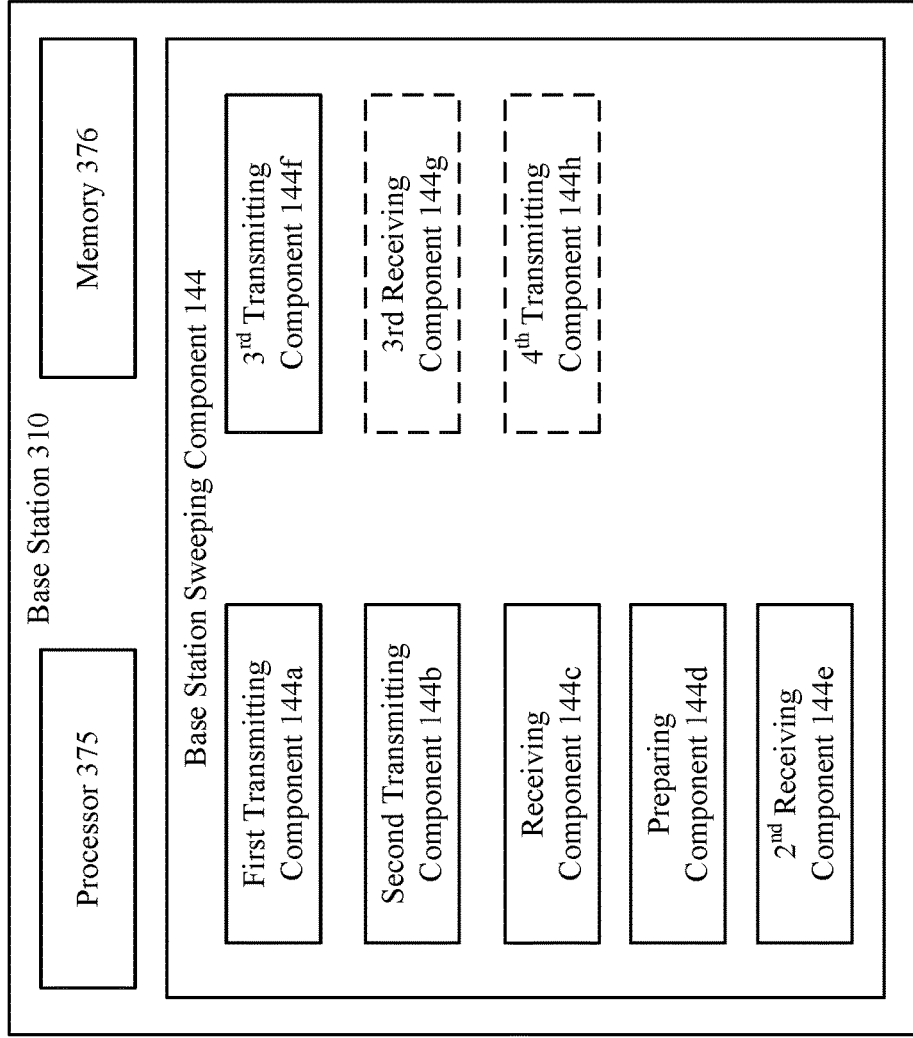 Base Station 310
Processor 375
Memory 376
Base Station Sweeping Component 144
First Transmitting
Component 144a
Second Transmitting
Component 144b
Receiving
Component 144c
Preparing
Component 144d
2nd Receiving
Component 144e
3rd Transmitting
Component 144f
3rd Receiving
Component 144g
4th Transmitting
Component 144h